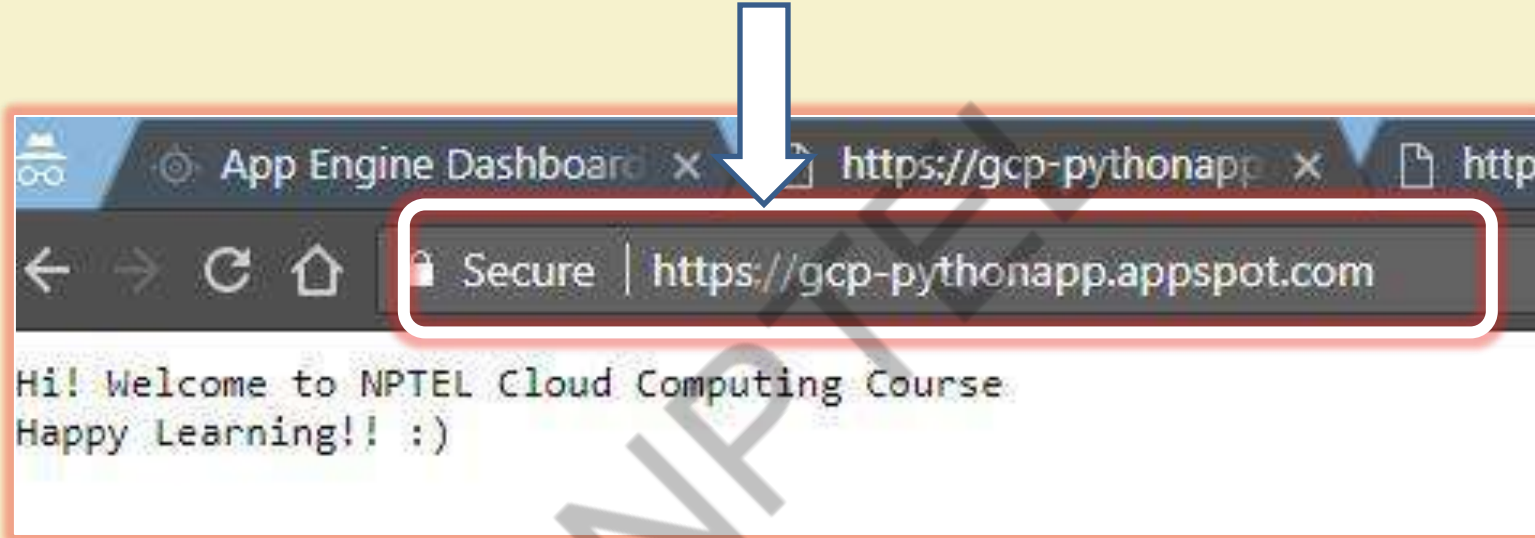 App Engine Dashboard
https://gcp-pythonapp
http
Secure | https://gcp-pythonapp.appspot.com
Hi! Welcome to NPTEL Cloud Computing Course
Happy Learning!! :)
NPTEL